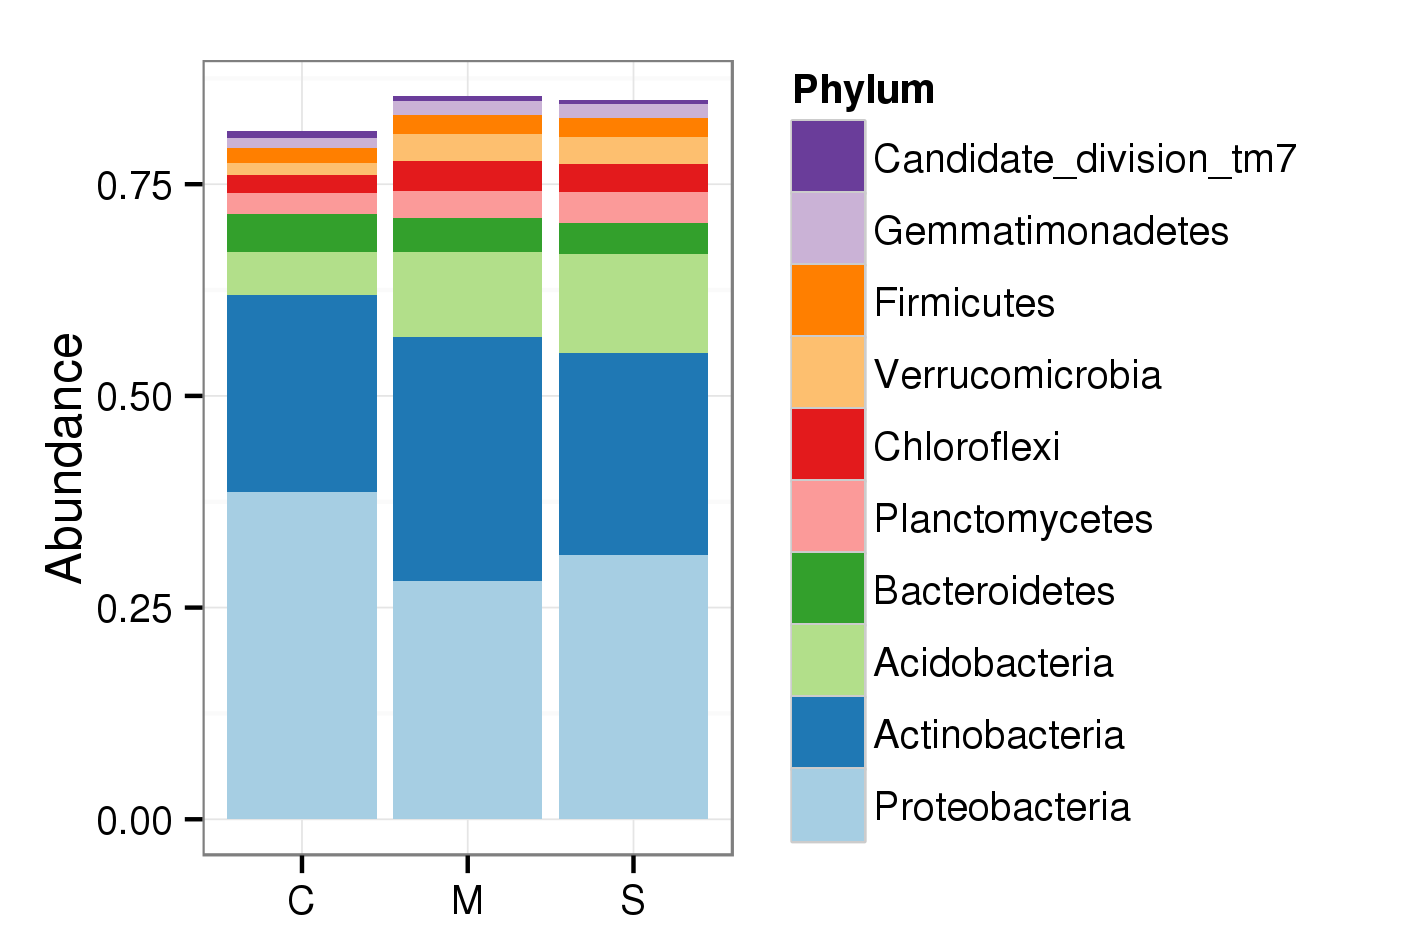 Abundance
0.75
0.50
0.25
0.00
C
M
S
Phylum
Candidate_division_tm7
Gemmatimonadetes
Firmicutes
Verrucomicrobia
Chloroflexi
Planctomycetes
Bacteroidetes
Acidobacteria
Actinobacteria
Proteobacteria